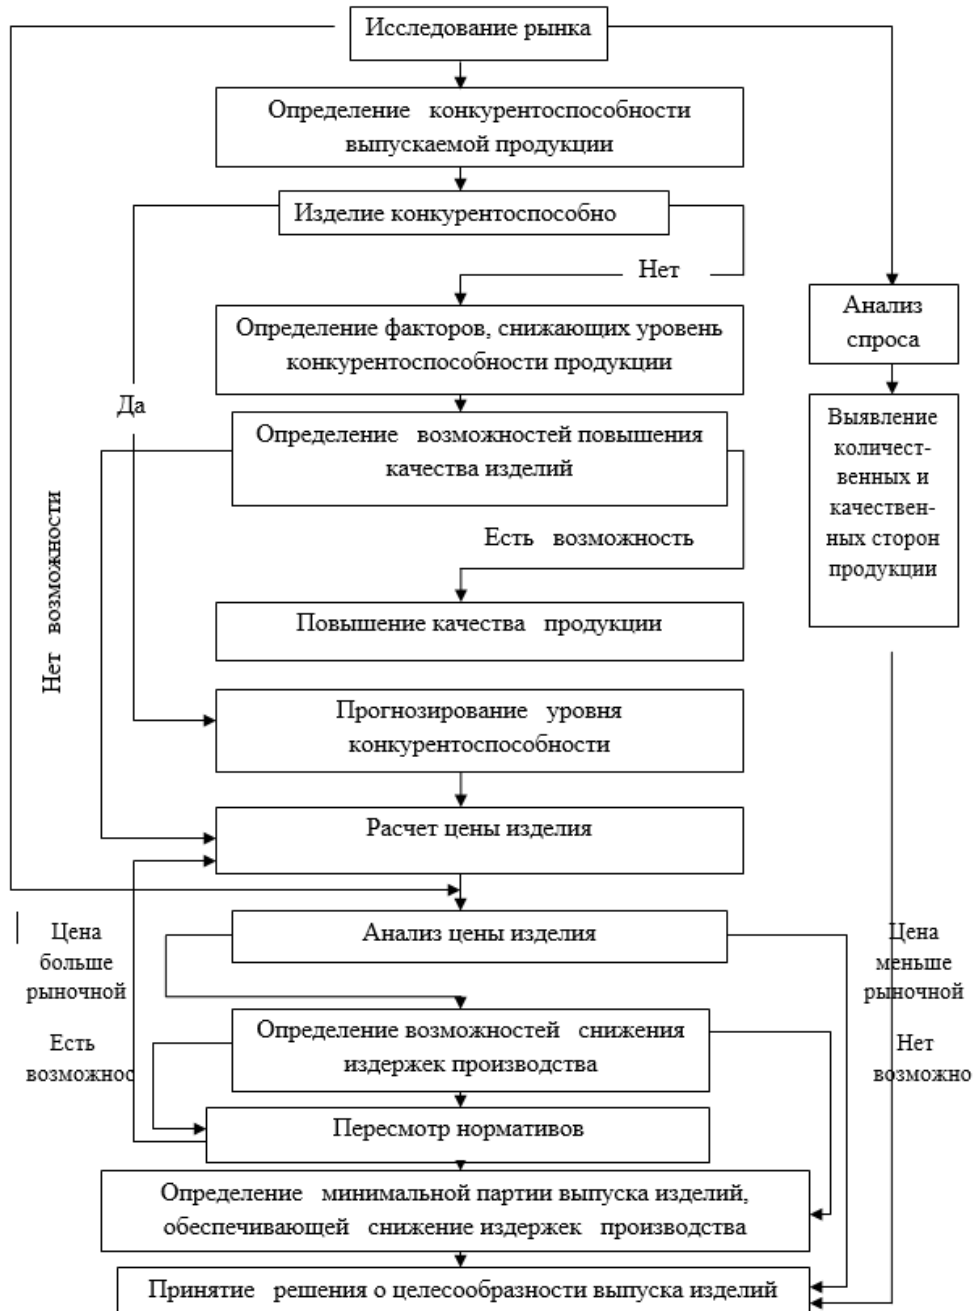 Исследование рынка
Определение конкурентоспособности
выпускаемой продукции
Изделие конкурентоспособно
Нет
Анализ
спроса
Определение факторов, снижающих уровень
конкурентоспособности продукции
Да
Выявление
количест-
венных и
качествен-
ных сторон
продукции
Определение возможностей повышения
качества изделий
Нет возможности
Есть возможность
Повышение качества продукции
Прогнозирование уровня
конкурентоспособности
Расчет цены изделия
Цена
больше
рыночной
Анализ цены изделия
Цена
меньше
рыночной
Есть
возможнос
Определение возможностей снижения
издержек производства
Нет
возможно
Пересмотр нормативов
Определение минимальной партии выпуска изделий,
обеспечивающей снижение издержек производства
Принятие решения о целесообразности выпуска изделий